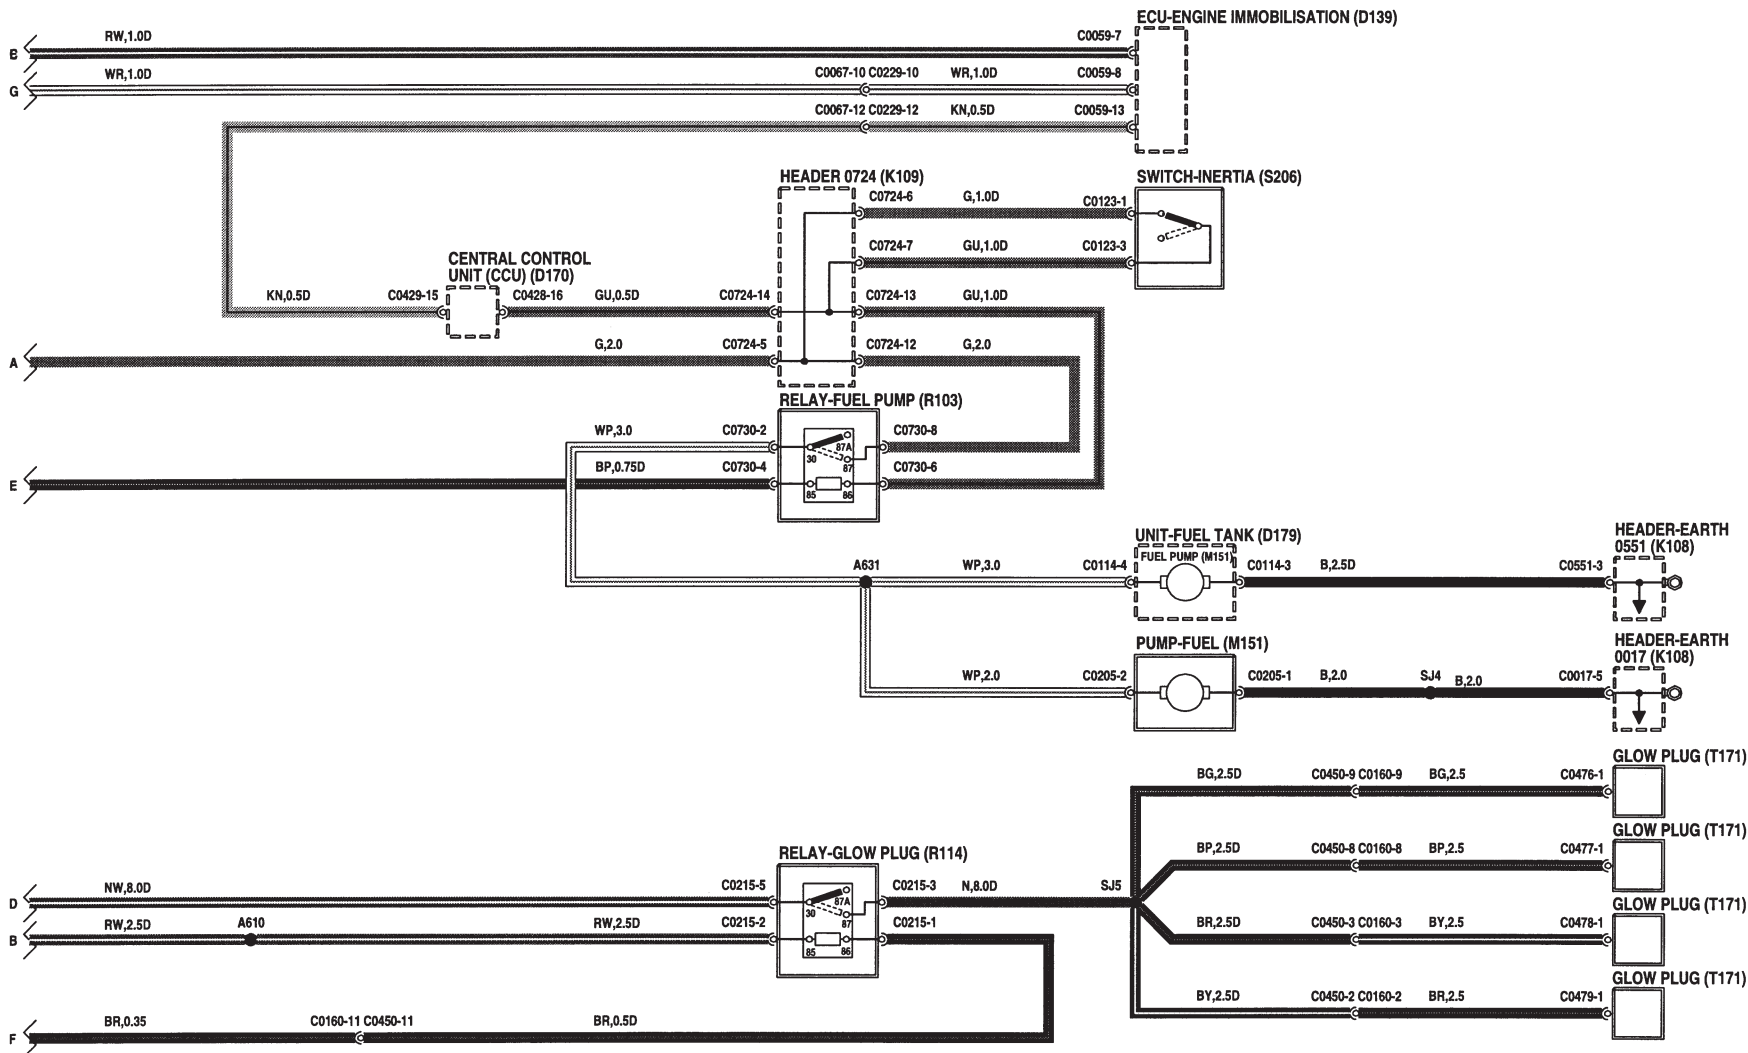 ECU-ENGINE IMMOBILISATION (D139)
B RW,1.0D C0059-7
G WR,1.0D C0067-10 C0229-10 WR,1.0D C0059-8
C0067-12 C0229-12 KN,0.5D C0059-13
HEADER 0724 (K109) SWITCH-INERTIA (S206)
C0724-6 G,1.0D C0123-1
C0724-7 GU,1.0D C0123-3
CENTRAL CONTROL
UNIT (CCU) (D170)
KN,0.5D C0429-15 C0428-16 GU,0.5D C0724-14 C0724-13 GU,1.0D
A G,2.0 C0724-5 C0724-12 G,2.0
RELAY-FUEL PUMP (R103)
WP,3.0 C0730-2 C0730-8
87A
30
87
E BP,0.75D C0730-4 C0730-6
85 86
UNIT-FUEL TANK (D179) HEADER-EARTH
0551 (K108)
FUEL PUMP (M151)
A631 WP,3.0 C0114-4 C0114-3 B,2.5D C0551-3
PUMP-FUEL (M151) HEADER-EARTH
0017 (K108)
WP,2.0 C0205-2 C0205-1 B,2.0 SJ4 B,2.0 C0017-5
GLOW PLUG (T171)
BG,2.5D C0450-9 C0160-9 BG,2.5 C0476-1
GLOW PLUG (T171)
BP,2.5D C0450-8 C0160-8 BP,2.5 C0477-1
RELAY-GLOW PLUG (R114)
D NW,8.0D C0215-5 C0215-3 N,8.0D SJ5
87A
30
87
GLOW PLUG (T171)
BR,2.5D C0450-3 C0160-3 BY,2.5 C0478-1
B RW,2.5D A610 RW,2.5D C0215-2 C0215-1
85 86
GLOW PLUG (T171)
BY,2.5D C0450-2 C0160-2 BR,2.5 C0479-1
F BR,0.35 C0160-11 C0450-11 BR,0.5D